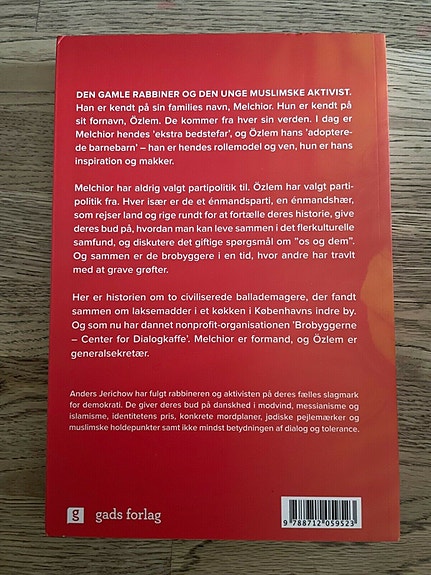 DEN GAMLE RABBINER OG DEN UNGE MUSLIMSKE AKTIVIST.
Han er kendt på sin families navn, Melchior. Hun er kendt på
sit fornavn, Özlem. De kommer fra hver sin verden. I dag er
Melchior hendes 'ekstra bedstefar', og Özlem hans 'adoptere-
de barnebarn' – han er hendes rollemodel og ven, hun er hans
inspiration og makker.
Melchior har aldrig valgt partipolitik til. Özlem har valgt parti-
politik fra. Hver især er de et énmandsparti, en énmandshær,
som rejser land og rige rundt for at fortælle deres historie, give
deres bud på, hvordan man kan leve sammen i det flerkulturelle
samfund, og diskutere det giftige spørgsmål om "os og dem".
Og sammen er de brobyggere i en tid, hvor andre har travlt
med at grave grøfter.
Her er historien om to civiliserede ballademagere, der fandt
sammen om laksemadder i et køkken i Københavns indre by.
Og som nu har dannet nonprofit-organisationen 'Brobyggerne
– Center for Dialogkaffe'. Melchior er formand, og Özlem er
generalsekretær.
Anders Jerichow har fulgt rabbineren og aktivisten på deres fælles slagmark
for demokrati. De giver deres bud på danskhed i modvind, messianisme og
islamisme, identitetens pris, konkrete mordplaner, jødiske pejlemærker og
muslimske holdepunkter samt ikke mindst betydningen af dialog og tolerance.
g gads forlag
9 788712 059523